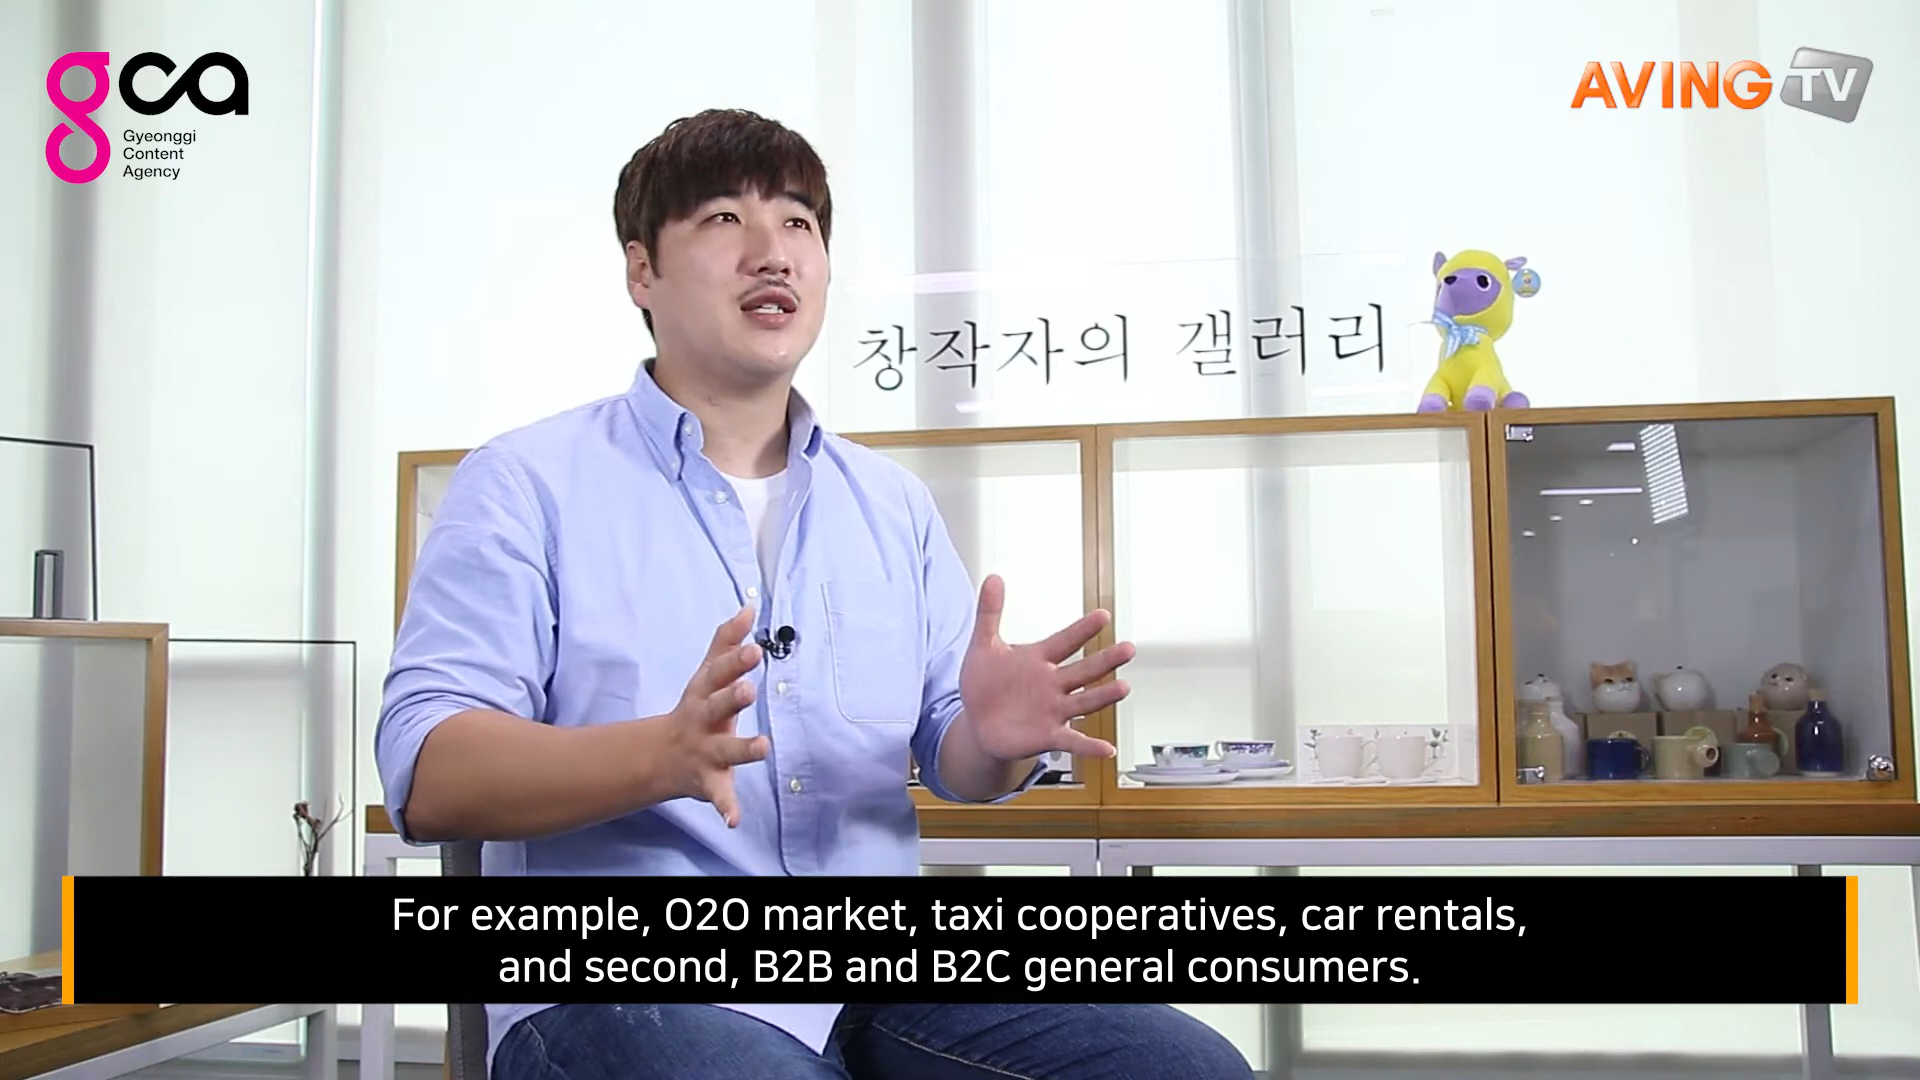 gca
Gyeonggi
Content
Agency
AVING TV
창작자의 갤러리
For example, O2O market, taxi cooperatives, car rentals,
and second, B2B and B2C general consumers.